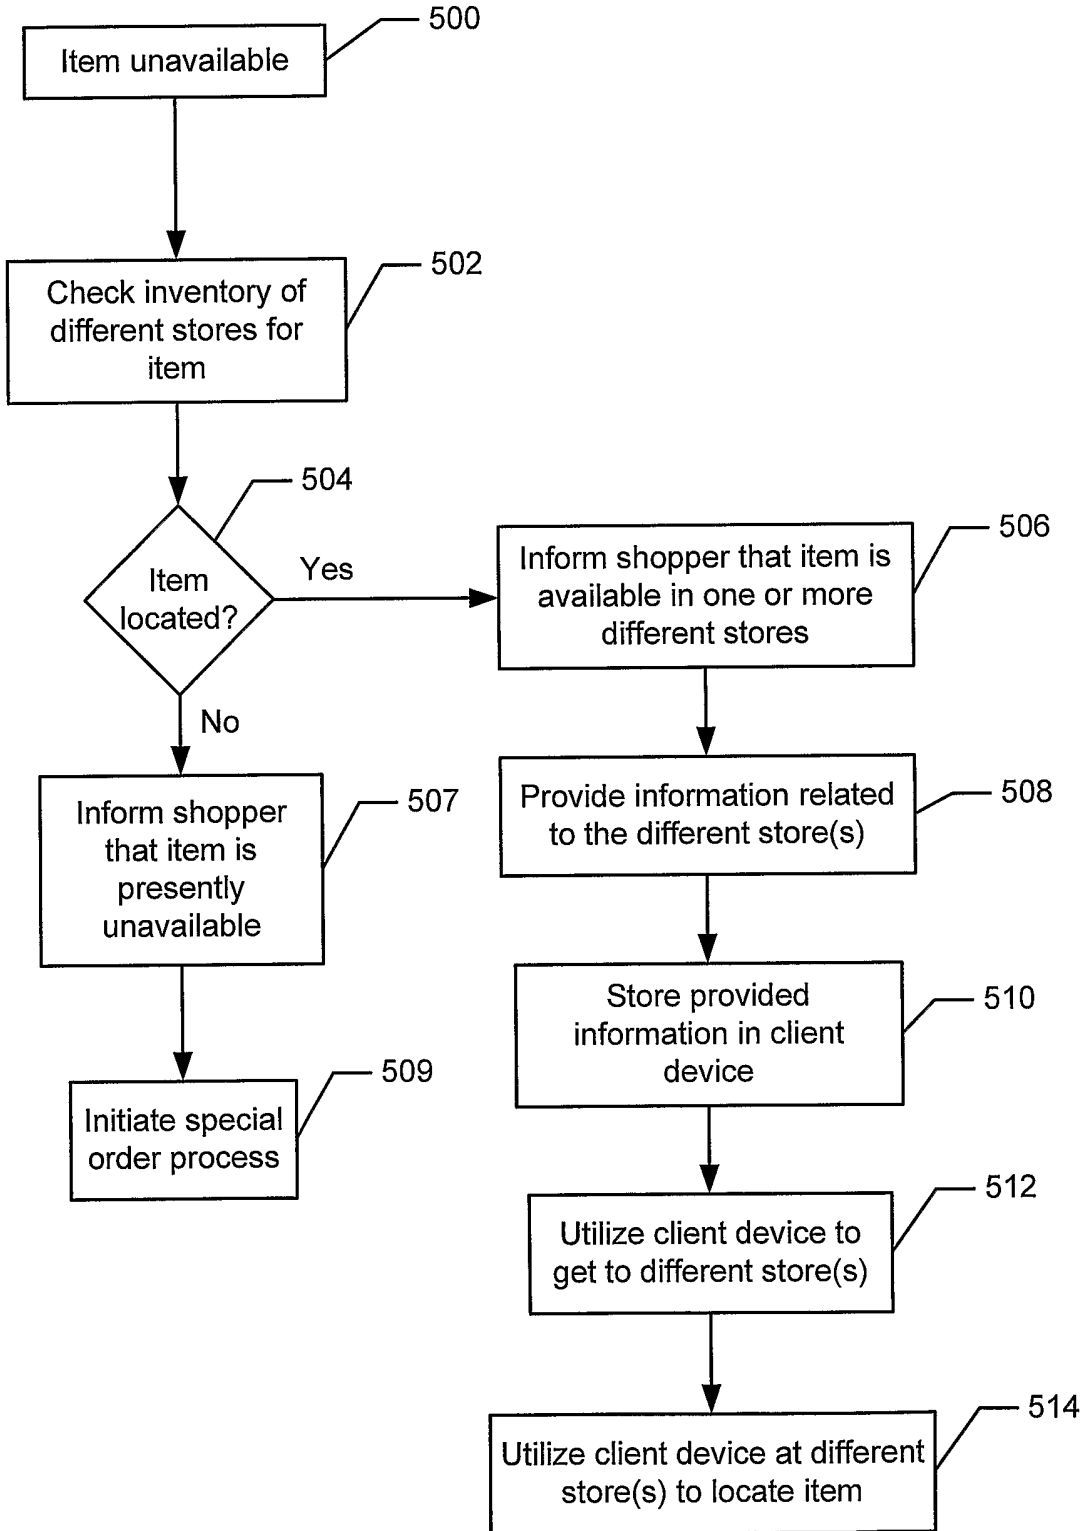 500
Item unavailable
502
Check inventory of
different stores for
item
504
Item
located?
Yes
No
506
Inform shopper that item is
available in one or more
different stores
507
Inform shopper
that item is
presently
unavailable
508
Provide information related
to the different store(s)
509
Initiate special
order process
510
Store provided
information in client
device
512
Utilize client device to
get to different store(s)
514
Utilize client device at different
store(s) to locate item